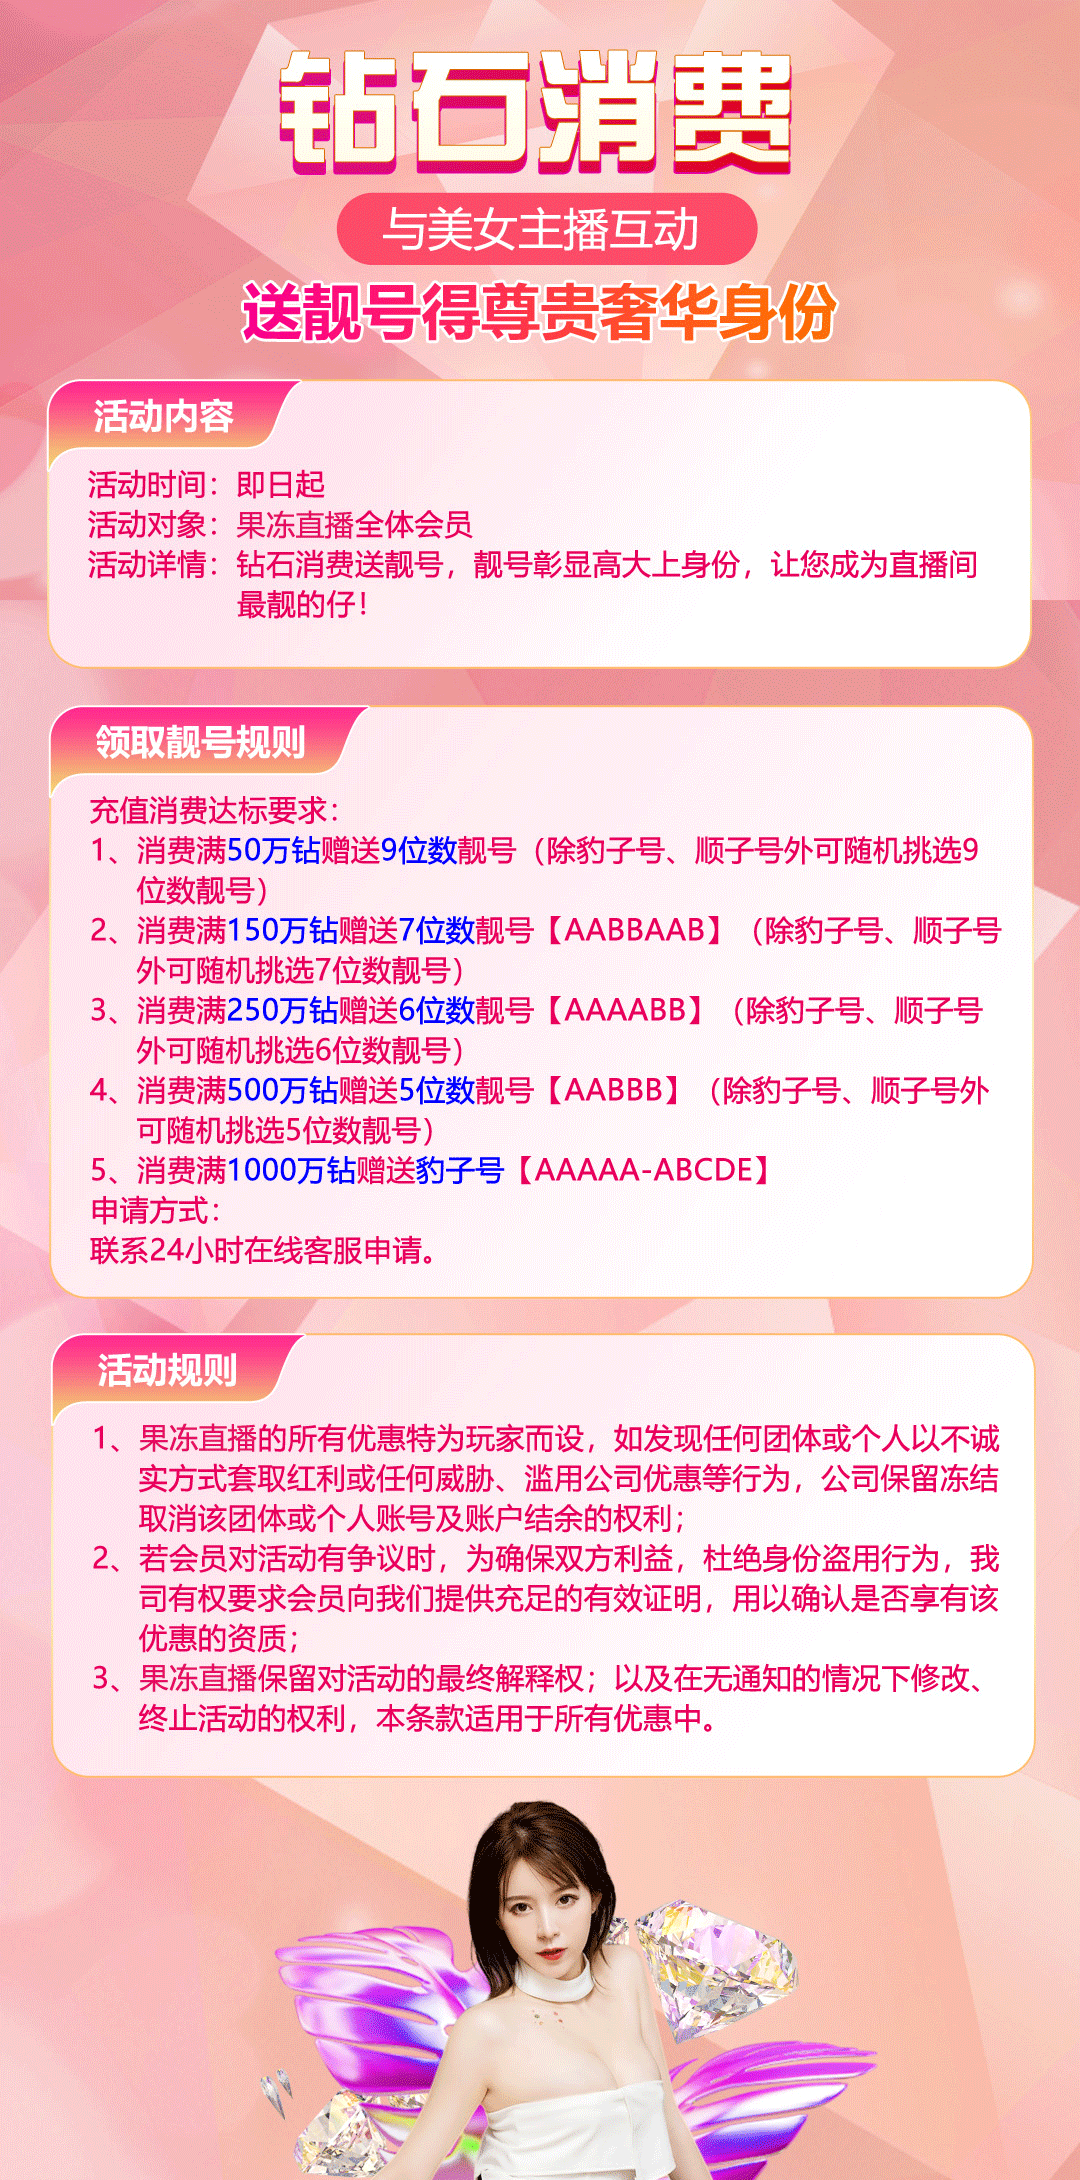 钻石消费
与美女主播互动
送靓号得尊贵奢华身份
活动内容
活动时间：即日起
活动对象：果冻直播全体会员
活动详情：钻石消费送靓号，靓号彰显高大上身份，让您成为直播间
最靓的仔！
领取靓号规则
充值消费达标要求：
1、消费满50万钻赠送9位数靓号（除豹子号、顺子号外可随机挑选9
位数靓号）
2、消费满150万钻赠送7位数靓号【AABBAAB】（除豹子号、顺子号
外可随机挑选7位数靓号）
3、消费满250万钻赠送6位数靓号【AAAABB】（除豹子号、顺子号
外可随机挑选6位数靓号）
4、消费满500万钻赠送5位数靓号【AABBB】（除豹子号、顺子号外
可随机挑选5位数靓号）
5、消费满1000万钻赠送豹子号【AAAAA-ABCDE】
申请方式：
联系24小时在线客服申请。
活动规则
1、果冻直播的所有优惠特为玩家而设，如发现任何团体或个人以不诚
实方式套取红利或任何威胁、滥用公司优惠等行为，公司保留冻结
取消该团体或个人账号及账户结余的权利；
2、若会员对活动有争议时，为确保双方利益，杜绝身份盗用行为，我
司有权要求会员向我们提供充足的有效证明，用以确认是否享有该
优惠的资质；
3、果冻直播保留对活动的最终解释权；以及在无通知的情况下修改、
终止活动的权利，本条款适用于所有优惠中。